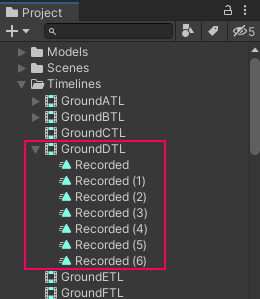 Project
5
Models
Scenes
Timelines
GroundATL
GroundBTL
GroundCTL
GroundDTL
Recorded
Recorded (1)
Recorded (2)
Recorded (3)
Recorded (4)
Recorded (5)
Recorded (6)
GroundETL
GroundFTL